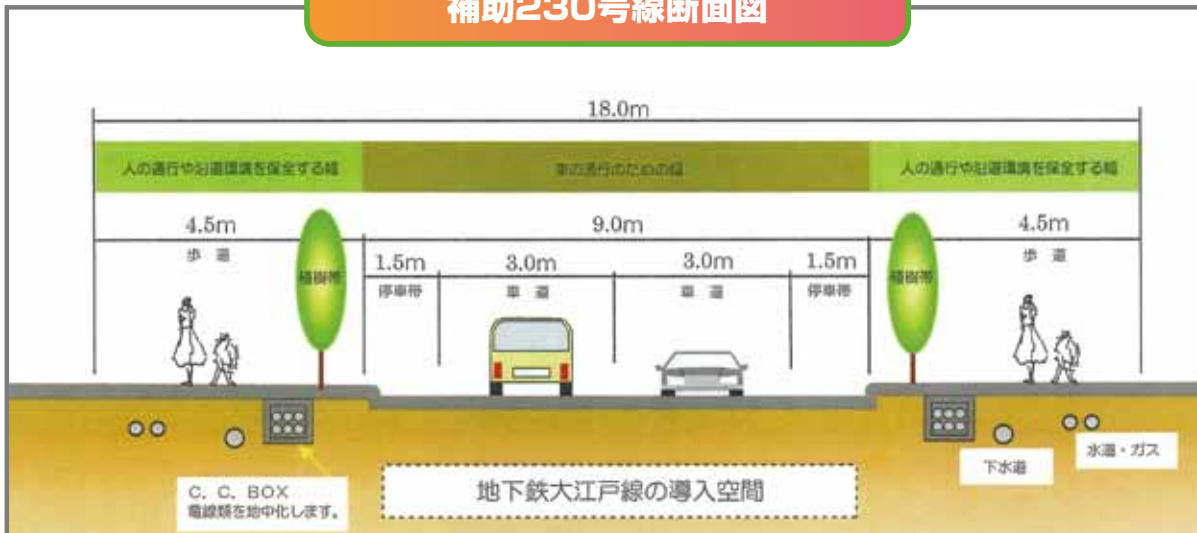 補助230号線断面図
18.0m
人の通行や沿道環境を保全する幅
車の通行のための幅
人の通行や沿道環境を保全する幅
4.5m
9.0m
4.5m
歩 道
歩 道
植樹帯
植樹帯
1.5m
3.0m
3.0m
1.5m
停車帯
車 道
車 道
停車帯
水道・ガス
下水道
C. C. BOX
電線類を地中化します。
地下鉄大江戸線の導入空間